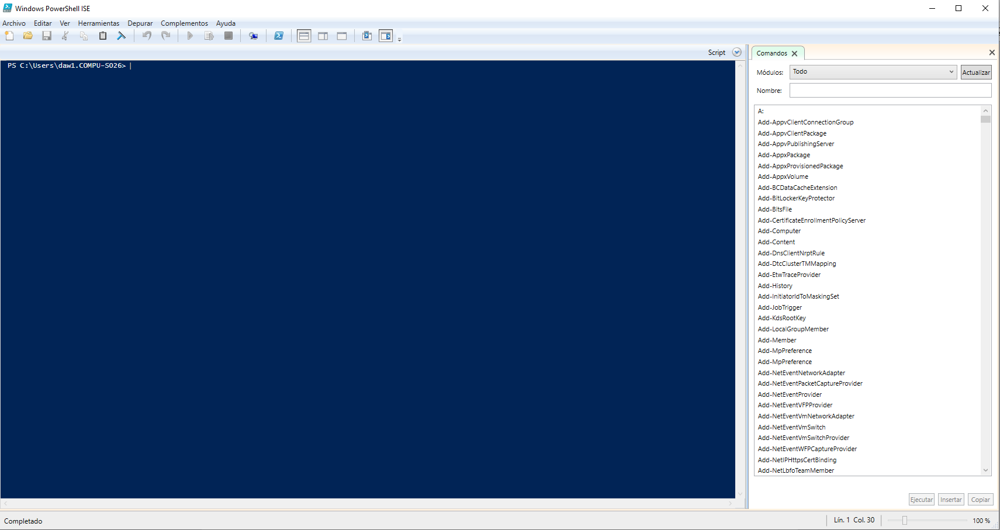 Windows PowerShell ISE
Archivo Editar Ver Herramientas Depurar Complementos Ayuda
Script
PS C:\Users\daw1.COMPU-SO26>
Comandos
Módulos: Todo Actualizar
Nombre:
A:
Add-AppvClientConnectionGroup
Add-AppvClientPackage
Add-AppvPublishingServer
Add-AppxPackage
Add-AppxProvisionedPackage
Add-AppxVolume
Add-BCDataCacheExtension
Add-BitLockerKeyProtector
Add-BitsFile
Add-CertificateEnrollmentPolicyServer
Add-Computer
Add-Content
Add-DnsClientNrptRule
Add-DtcClusterTMMapping
Add-EtwTraceProvider
Add-History
Add-InitiatorIdToMaskingSet
Add-JobTrigger
Add-KdsRootKey
Add-LocalGroupMember
Add-Member
Add-MpPreference
Add-MpPreference
Add-NetEventNetworkAdapter
Add-NetEventPacketCaptureProvider
Add-NetEventProvider
Add-NetEventVFPProvider
Add-NetEventVmNetworkAdapter
Add-NetEventVmSwitch
Add-NetEventVmSwitchProvider
Add-NetEventWFPCaptureProvider
Add-NetIPHttpsCertBinding
Add-NetLbfoTeamMember
Ejecutar Insertar Copiar
Completado
Lín. 1 Col. 30
100 %